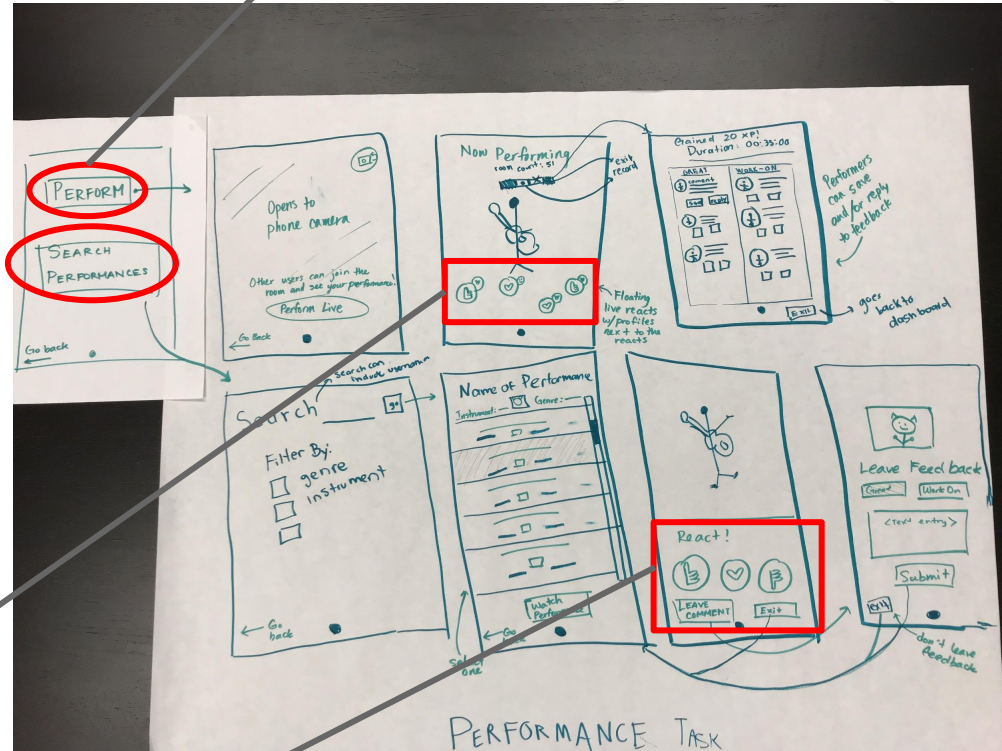 PERFORM
SEARCH
PERFORMANCES
Go back
Opens to
phone camera
Other users can join the
room and see your performance!
Perform Live
Go Back
Now Performing
room count: 51
exit
record
Floating
live reacts
w/profiles
next to the
reacts
Gained 20 XP!
Duration: 00:35:00
GREAT
WORK-ON
comment
reply
Exit
Performers
can save
and/or reply
to feedback
goes
back to
dashboard
search can
include username
Search
go
Filter By:
genre
instrument
Go
back
Name of Performance
Instrument:
Genre:
Watch
Performance
Go
select
one
React!
LEAVE
COMMENT
Exit
Leave Feedback
Great
Work On
<Text entry>
Submit
exit
don't leave
feedback
PERFORMANCE TASK